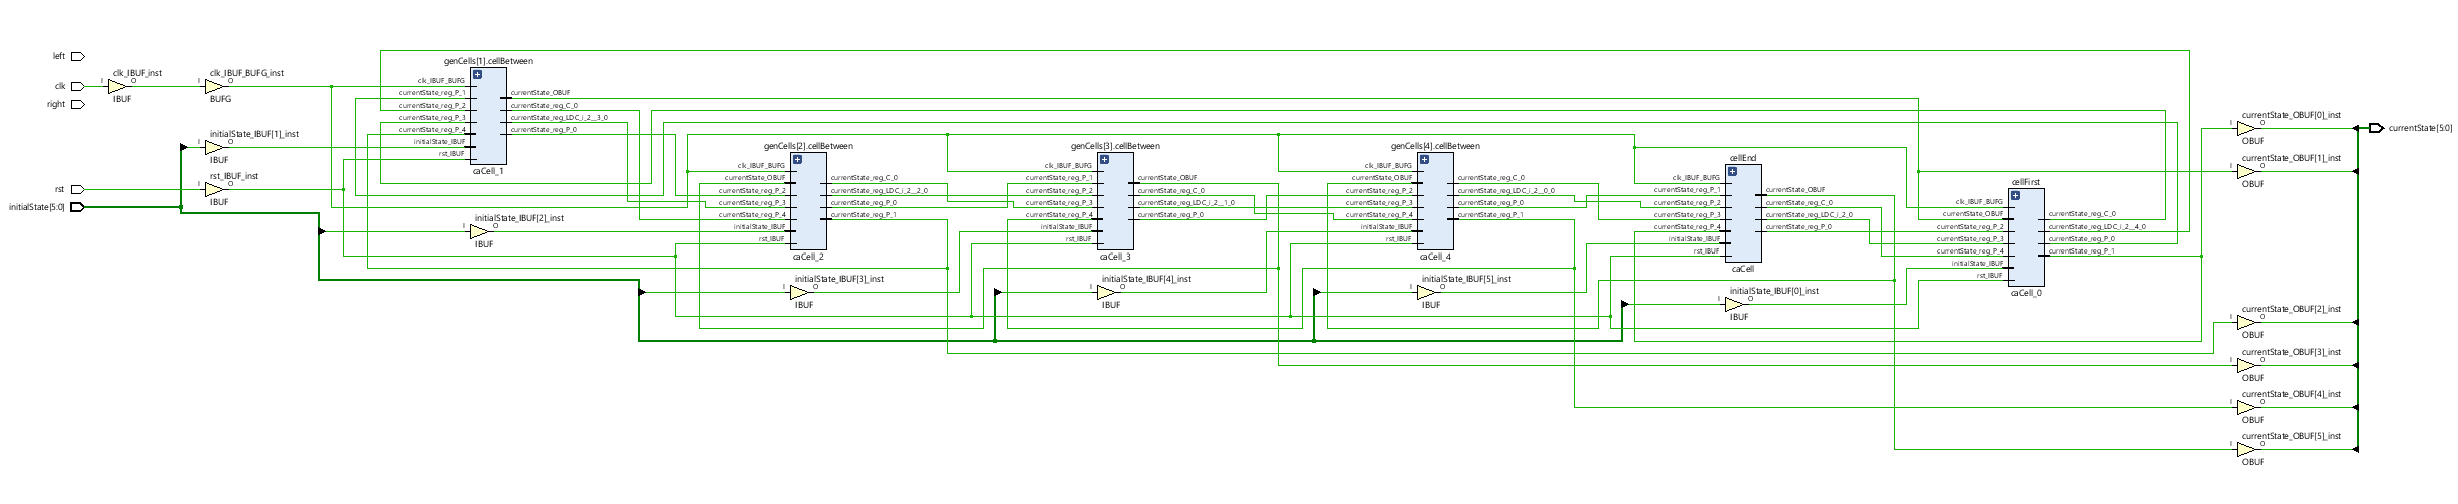 left
clk
right
rst
initialState[5:0]
clk_IBUF_inst
I
O
IBUF
clk_IBUF_BUFG_inst
I
O
BUFG
initialState_IBUF[1]_inst
I
O
IBUF
rst_IBUF_inst
I
O
IBUF
genCells[1].cellBetween
clk_IBUF_BUFG
currentState_reg_P_1
currentState_reg_P_2
currentState_reg_P_3
currentState_reg_P_4
initialState_IBUF
rst_IBUF
currentState_OBUF
currentState_reg_C_0
currentState_reg_LDC_i_2__3_0
currentState_reg_P_0
caCell_1
initialState_IBUF[2]_inst
I
O
IBUF
genCells[2].cellBetween
clk_IBUF_BUFG
currentState_OBUF
currentState_reg_P_2
currentState_reg_P_3
currentState_reg_P_4
initialState_IBUF
rst_IBUF
currentState_reg_C_0
currentState_reg_LDC_i_2__2_0
currentState_reg_P_0
currentState_reg_P_1
caCell_2
initialState_IBUF[3]_inst
I
O
IBUF
genCells[3].cellBetween
clk_IBUF_BUFG
currentState_reg_P_1
currentState_reg_P_2
currentState_reg_P_3
currentState_reg_P_4
initialState_IBUF
rst_IBUF
currentState_OBUF
currentState_reg_C_0
currentState_reg_LDC_i_2__1_0
currentState_reg_P_0
caCell_3
initialState_IBUF[4]_inst
I
O
IBUF
genCells[4].cellBetween
clk_IBUF_BUFG
currentState_OBUF
currentState_reg_P_2
currentState_reg_P_3
currentState_reg_P_4
initialState_IBUF
rst_IBUF
currentState_reg_C_0
currentState_reg_LDC_i_2__0_0
currentState_reg_P_0
currentState_reg_P_1
caCell_4
initialState_IBUF[5]_inst
I
O
IBUF
cellEnd
clk_IBUF_BUFG
currentState_reg_P_1
currentState_reg_P_2
currentState_reg_P_3
currentState_reg_P_4
initialState_IBUF
rst_IBUF
currentState_OBUF
currentState_reg_C_0
currentState_reg_LDC_i_2_0
currentState_reg_P_0
caCell
initialState_IBUF[0]_inst
I
O
IBUF
cellFirst
clk_IBUF_BUFG
currentState_OBUF
currentState_reg_P_2
currentState_reg_P_3
currentState_reg_P_4
initialState_IBUF
rst_IBUF
currentState_reg_C_0
currentState_reg_LDC_i_2__4_0
currentState_reg_P_0
currentState_reg_P_1
caCell_0
currentState_OBUF[0]_inst
I
O
OBUF
currentState_OBUF[1]_inst
I
O
OBUF
currentState_OBUF[2]_inst
I
O
OBUF
currentState_OBUF[3]_inst
I
O
OBUF
currentState_OBUF[4]_inst
I
O
OBUF
currentState_OBUF[5]_inst
I
O
OBUF
currentState[5:0]